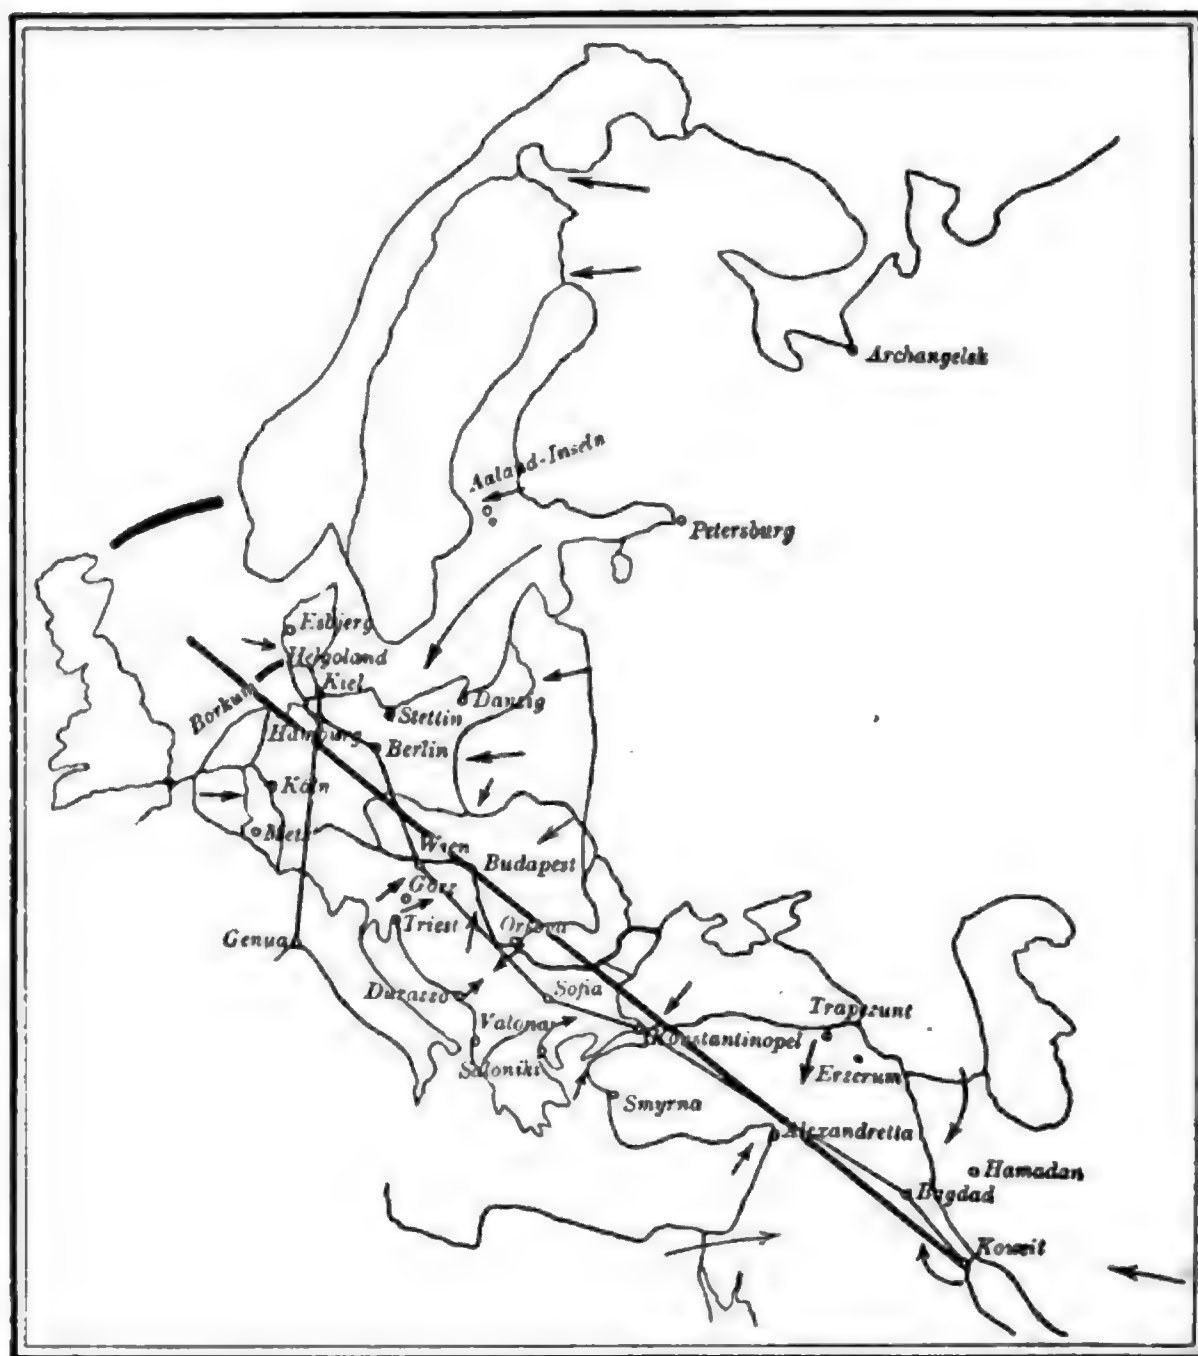 Archangelsk
Aaland-Inseln
Petersburg
Esbjerg
Helgoland
Kiel
Borkum
Stettin
Danzig
Hamburg
Berlin
Köln
Metz
Wien
Budapest
Görz
Triest
Orsova
Genua
Durazzo
Sofia
Trapezunt
Valona
Konstantinopel
Saloniki
Erzerum
Smyrna
Alexandretta
Hamadan
Bagdad
Koweit